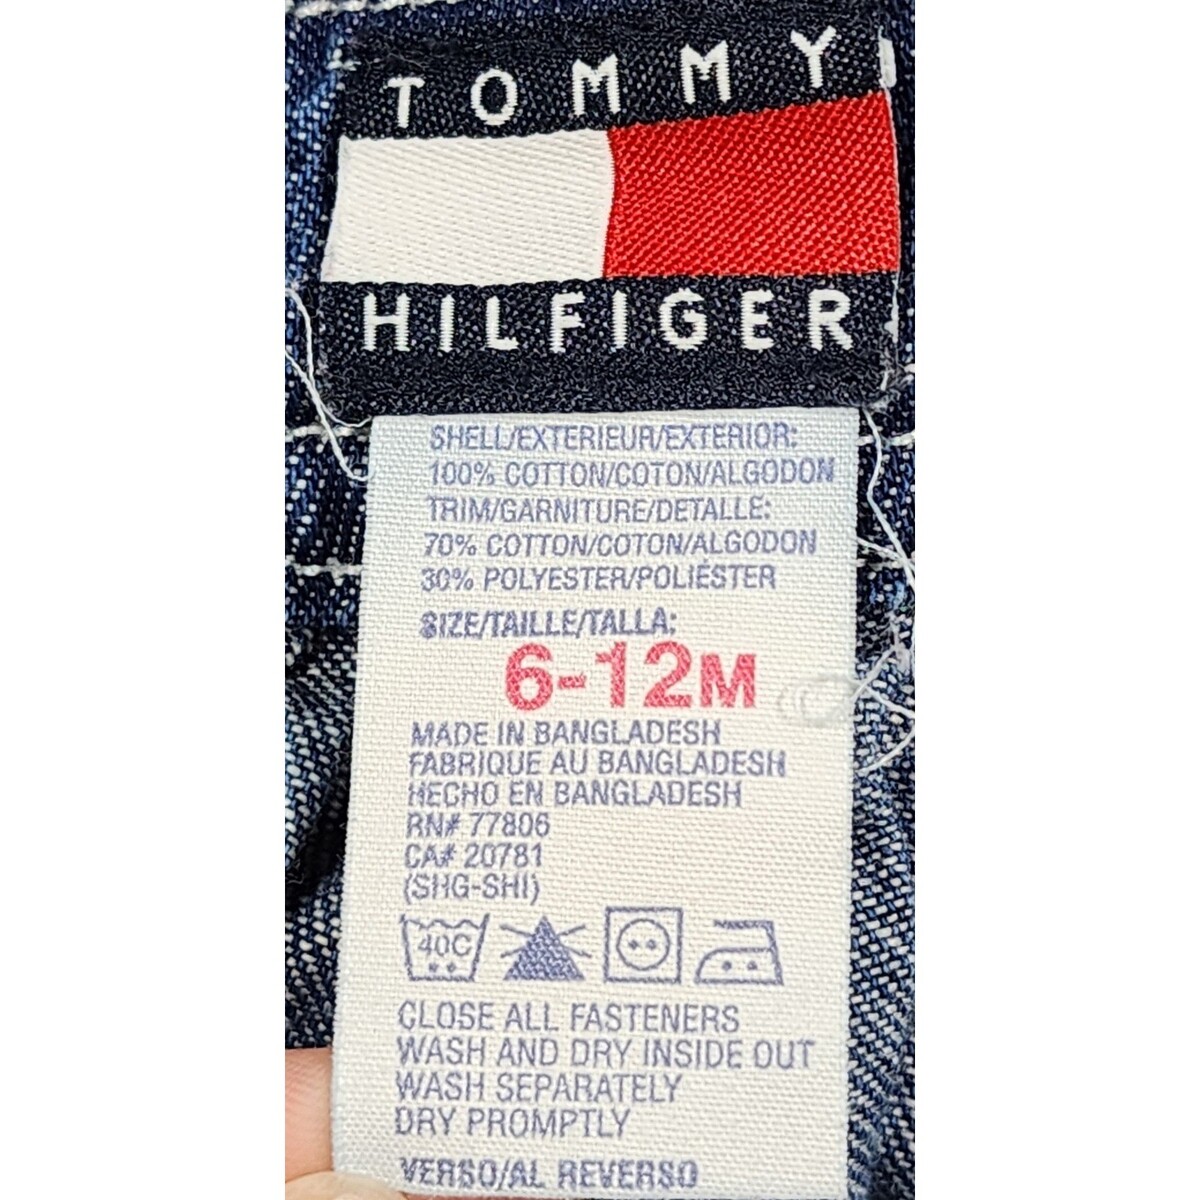 TOMMY
HILFIGER
SHELL/EXTERIEUR/EXTERIOR:
100% COTTON/COTON/ALGODON
TRIM/GARNITURE/DETALLE:
70% COTTON/COTON/ALGODON
30% POLYESTER/POLIÉSTER
SIZE/TAILLE/TALLA:
6-12M
MADE IN BANGLADESH
FABRIQUE AU BANGLADESH
HECHO EN BANGLADESH
RN# 77806
CA# 20781
(SHG-SHI)
40C
CLOSE ALL FASTENERS
WASH AND DRY INSIDE OUT
WASH SEPARATELY
DRY PROMPTLY
VERSO/AL REVERSO